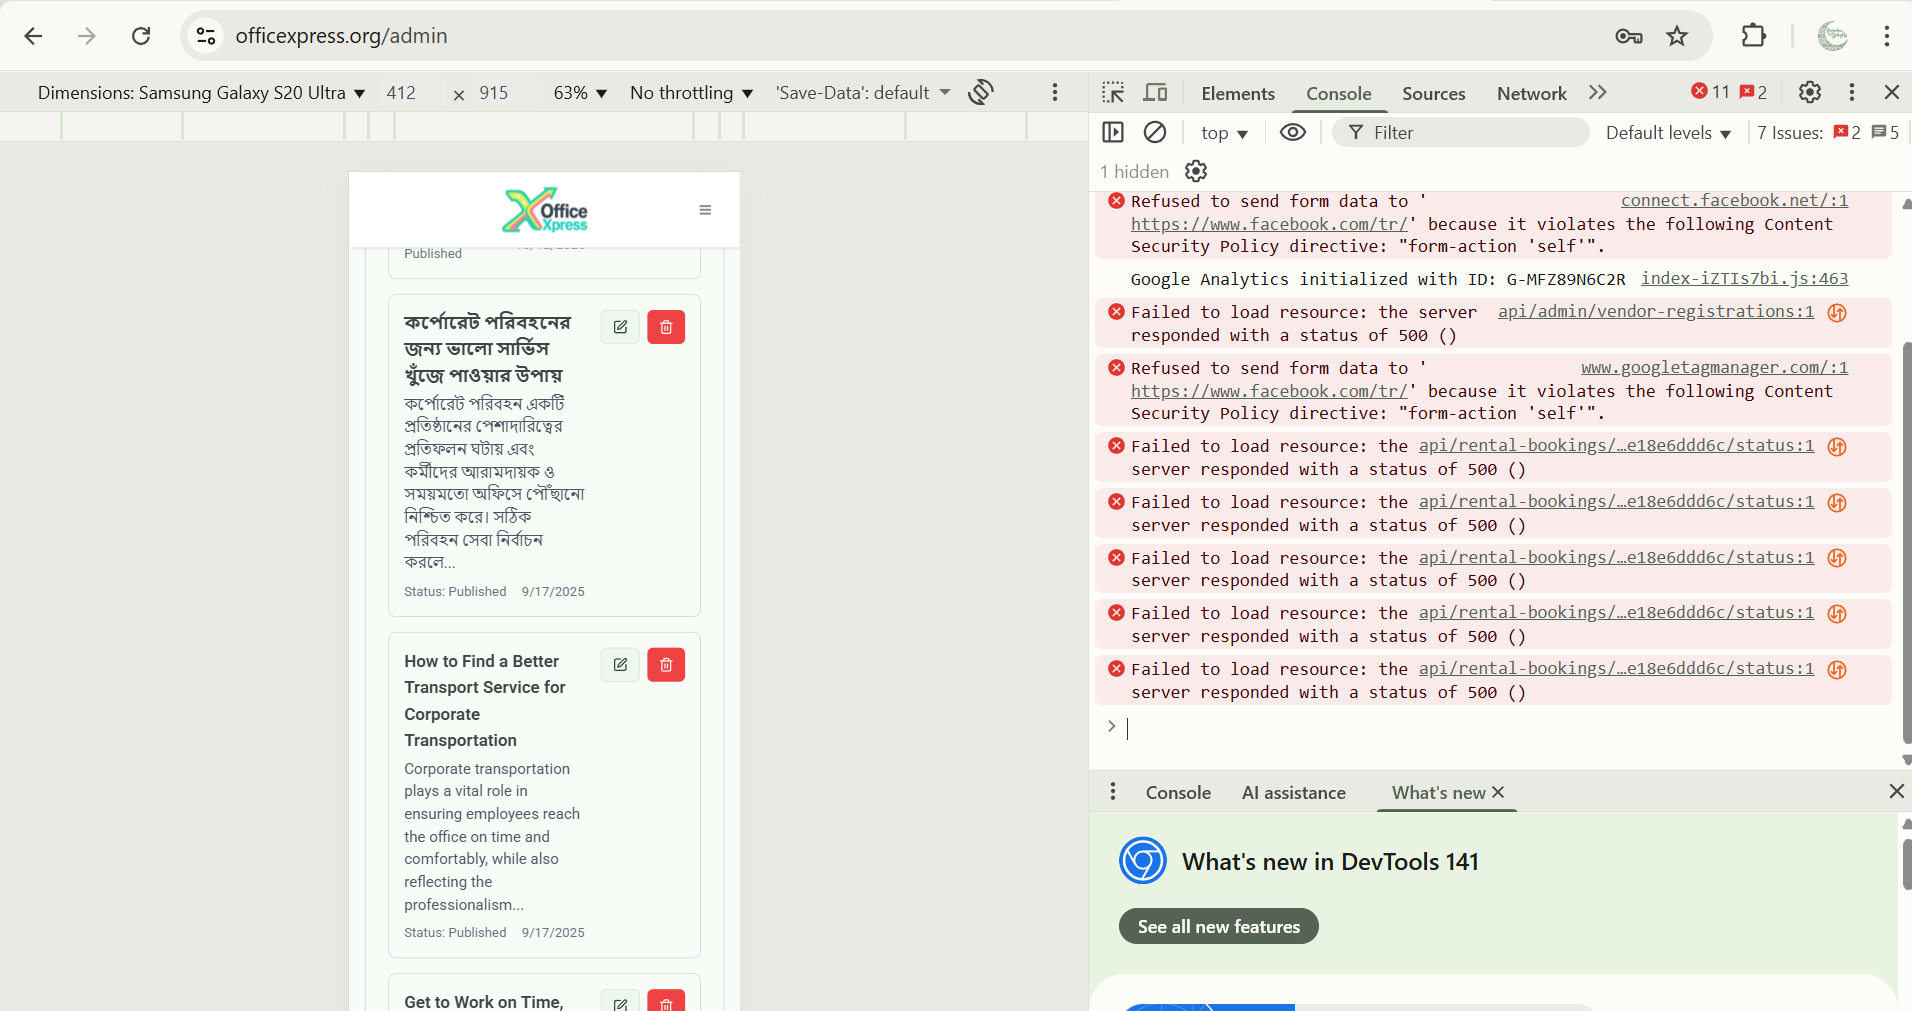 officexpress.org/admin
Dimensions: Samsung Galaxy S20 Ultra ▼ 412 × 915 63% ▼ No throttling ▼ 'Save-Data': default ▼
Office
Xpress
Published
কর্পোরেট পরিবহনের
জন্য ভালো সার্ভিস
খুঁজে পাওয়ার উপায়
কর্পোরেট পরিবহন একটি
প্রতিষ্ঠানের পেশাদারিত্বের
প্রতিফলন ঘটায় এবং
কর্মীদের আরামদায়ক ও
সময়মতো অফিসে পৌঁছানো
নিশ্চিত করে। সঠিক
পরিবহন সেবা নির্বাচন
করলে...
Status: Published 9/17/2025
How to Find a Better
Transport Service for
Corporate
Transportation
Corporate transportation
plays a vital role in
ensuring employees reach
the office on time and
comfortably, while also
reflecting the
professionalism...
Status: Published 9/17/2025
Get to Work on Time,
Elements Console Sources Network 11 2
top ▼ Filter Default levels ▼ 7 Issues: 2 5
1 hidden
Refused to send form data to ' connect.facebook.net/:1
https://www.facebook.com/tr/' because it violates the following Content
Security Policy directive: "form-action 'self'".
Google Analytics initialized with ID: G-MFZ89N6C2R index-iZTIs7bi.js:463
Failed to load resource: the server api/admin/vendor-registrations:1
responded with a status of 500 ()
Refused to send form data to ' www.googletagmanager.com/:1
https://www.facebook.com/tr/' because it violates the following Content
Security Policy directive: "form-action 'self'".
Failed to load resource: the api/rental-bookings/…e18e6ddd6c/status:1
server responded with a status of 500 ()
Failed to load resource: the api/rental-bookings/…e18e6ddd6c/status:1
server responded with a status of 500 ()
Failed to load resource: the api/rental-bookings/…e18e6ddd6c/status:1
server responded with a status of 500 ()
Failed to load resource: the api/rental-bookings/…e18e6ddd6c/status:1
server responded with a status of 500 ()
Failed to load resource: the api/rental-bookings/…e18e6ddd6c/status:1
server responded with a status of 500 ()
Console AI assistance What's new
What's new in DevTools 141
See all new features